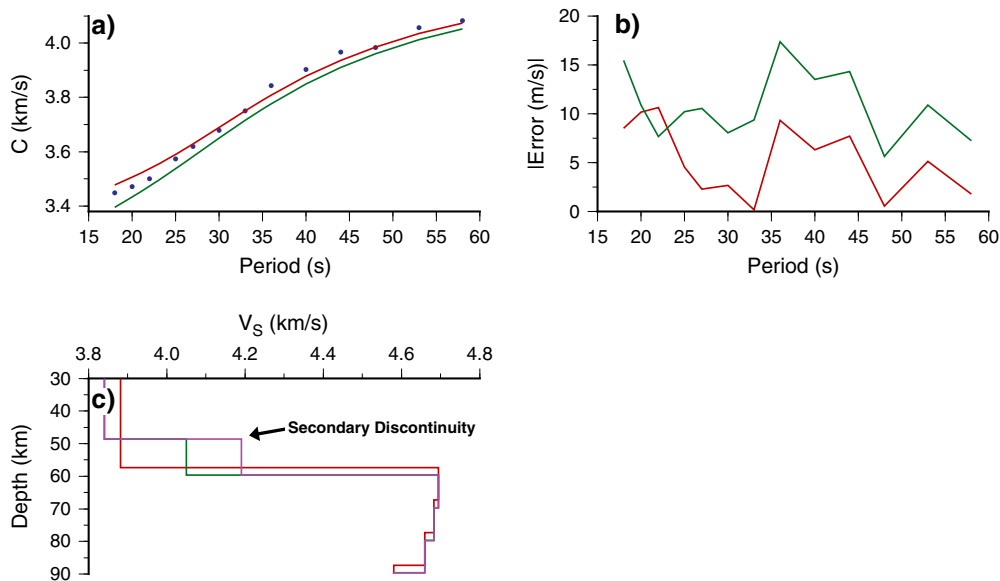 a)
C (km/s)
4.0
3.8
3.6
3.4
15 20 25 30 35 40 45 50 55 60
Period (s)
b)
|Error (m/s)|
20
15
10
5
0
15 20 25 30 35 40 45 50 55 60
Period (s)
V_S (km/s)
3.8 4.0 4.2 4.4 4.6 4.8
c)
Depth (km)
30
40
50
60
70
80
90
Secondary Discontinuity